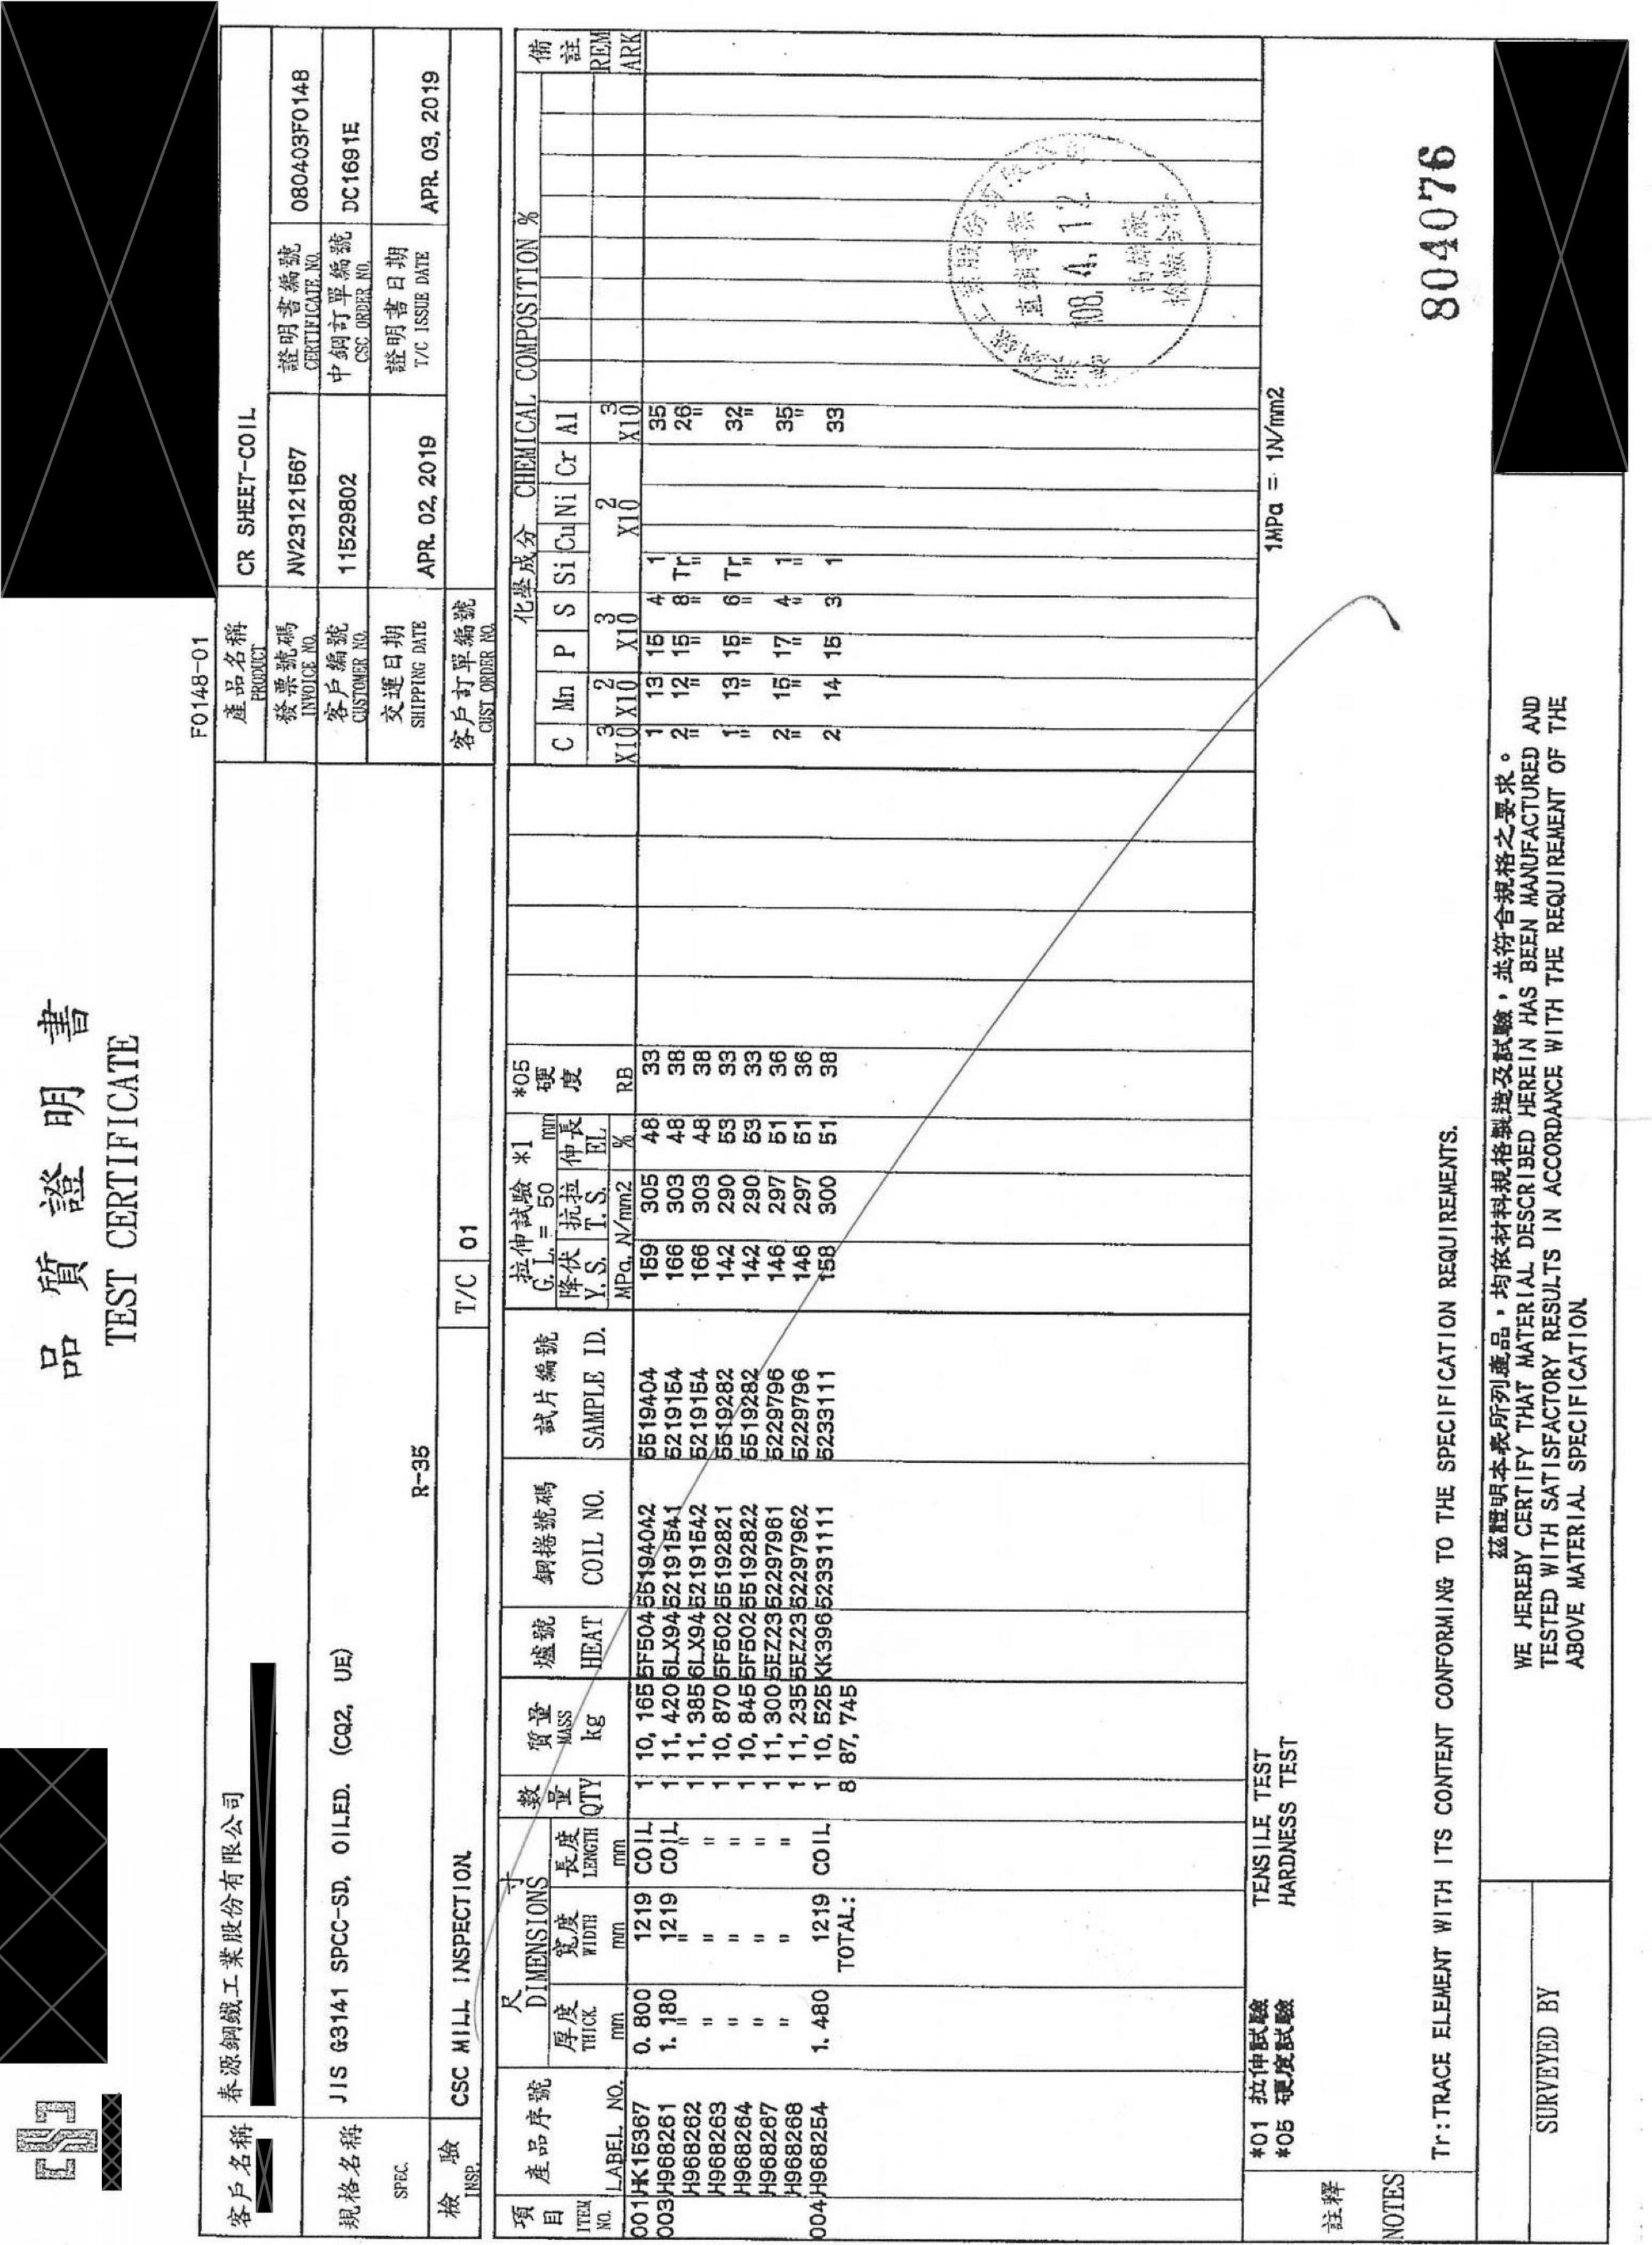 品質證明書
TEST CERTIFICATE
F0148-01
客戶名稱 春源鋼鐵工業股份有限公司
產品名稱 PRODUCT CR SHEET-COIL
規格名稱 SPEC. JIS G3141 SPCC-SD, OILED. (CQ2, UE)
R-35
發票號碼 INVOICE NO. NV23121567
證明書編號 CERTIFICATE NO. 080403F0148
客戶編號 CUSTOMER NO. 11529802
中鋼訂單編號 CSC ORDER NO. DC1691E
交運日期 SHIPPING DATE APR. 02, 2019
證明書日期 T/C ISSUE DATE APR. 03, 2019
檢驗 INSP. CSC MILL INSPECTION T/C 01
客戶訂單編號 CUST ORDER NO.
項目 ITEM NO. 產品序號 LABEL NO. 尺寸 DIMENSIONS 厚度 THICK mm 寬度 WIDTH mm 長度 LENGTH mm 數量 QTY 質量 MASS kg 爐號 HEAT 鋼捲號碼 COIL NO. 試片編號 SAMPLE ID. 拉伸試驗 *1 G.L.= 50 mm 降伏 Y.S. 抗拉 T.S. MPa, N/mm2 伸長 EL % *05 硬度 RB 化學成分 CHEMICAL COMPOSITION % C Mn P S Si Cu Ni Cr Al 備註 REMARK
X10 3 X10 2 X10 3 X10 2 X10 3
001 HK15367 0.800 1219 COIL 1 10,165 5F504 55194042 5519404 159 305 48 33 1 13 15 4 1 35
003 H968261 1.180 1219 COIL 1 11,420 6LX94 52191541 5219154 166 303 48 38 2 12 15 8 Tr 26
H968262 " " " 1 11,385 6LX94 52191542 5219154 166 303 48 38 " " " " " "
H968263 " " " 1 10,870 5F502 55192821 5519282 142 290 53 33 1 13 15 6 Tr 32
H968264 " " " 1 10,845 5F502 55192822 5519282 142 290 53 33 " " " " " "
H968267 " " " 1 11,300 5EZ23 52297961 5229796 146 297 51 36 2 15 17 4 1 35
H968268 " " " 1 11,235 5EZ23 52297962 5229796 146 297 51 36 " " " " " "
004 H968254 1.480 1219 COIL 1 10,525 KK396 52331111 5233111 158 300 51 38 2 14 15 3 1 33
TOTAL: 8 87,745
108. 4. 12
*01 拉伸試驗 TENSILE TEST 1MPa = 1N/mm2
*05 硬度試驗 HARDNESS TEST
註釋 NOTES
Tr:TRACE ELEMENT WITH ITS CONTENT CONFORMING TO THE SPECIFICATION REQUIREMENTS.
804076
茲證明本表所列產品，均依材料規格製造及試驗，並符合規格之要求。
WE HEREBY CERTIFY THAT MATERIAL DESCRIBED HEREIN HAS BEEN MANUFACTURED AND
TESTED WITH SATISFACTORY RESULTS IN ACCORDANCE WITH THE REQUIREMENT OF THE
ABOVE MATERIAL SPECIFICATION.
SURVEYED BY